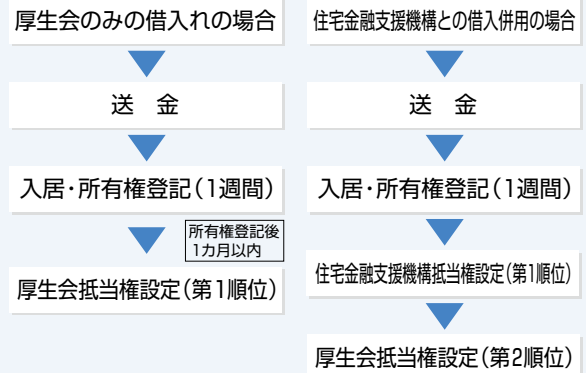 厚生会のみの借入れの場合
送　金
入居・所有権登記（1週間）
所有権登記後
1カ月以内
厚生会抵当権設定（第1順位）
住宅金融支援機構との借入併用の場合
送　金
入居・所有権登記（1週間）
住宅金融支援機構抵当権設定（第1順位）
厚生会抵当権設定（第2順位）